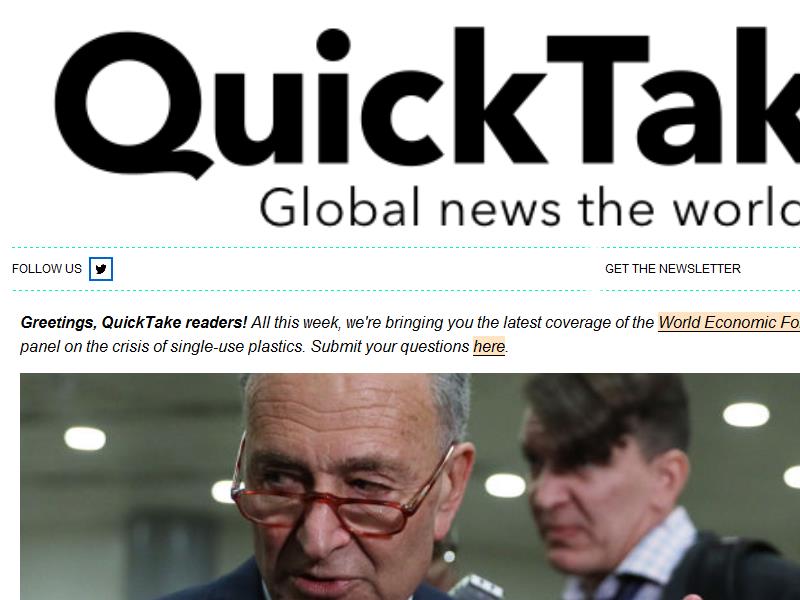 QuickTak
Global news the world
FOLLOW US
GET THE NEWSLETTER
Greetings, QuickTake readers! All this week, we're bringing you the latest coverage of the World Economic Fo
panel on the crisis of single-use plastics. Submit your questions here.